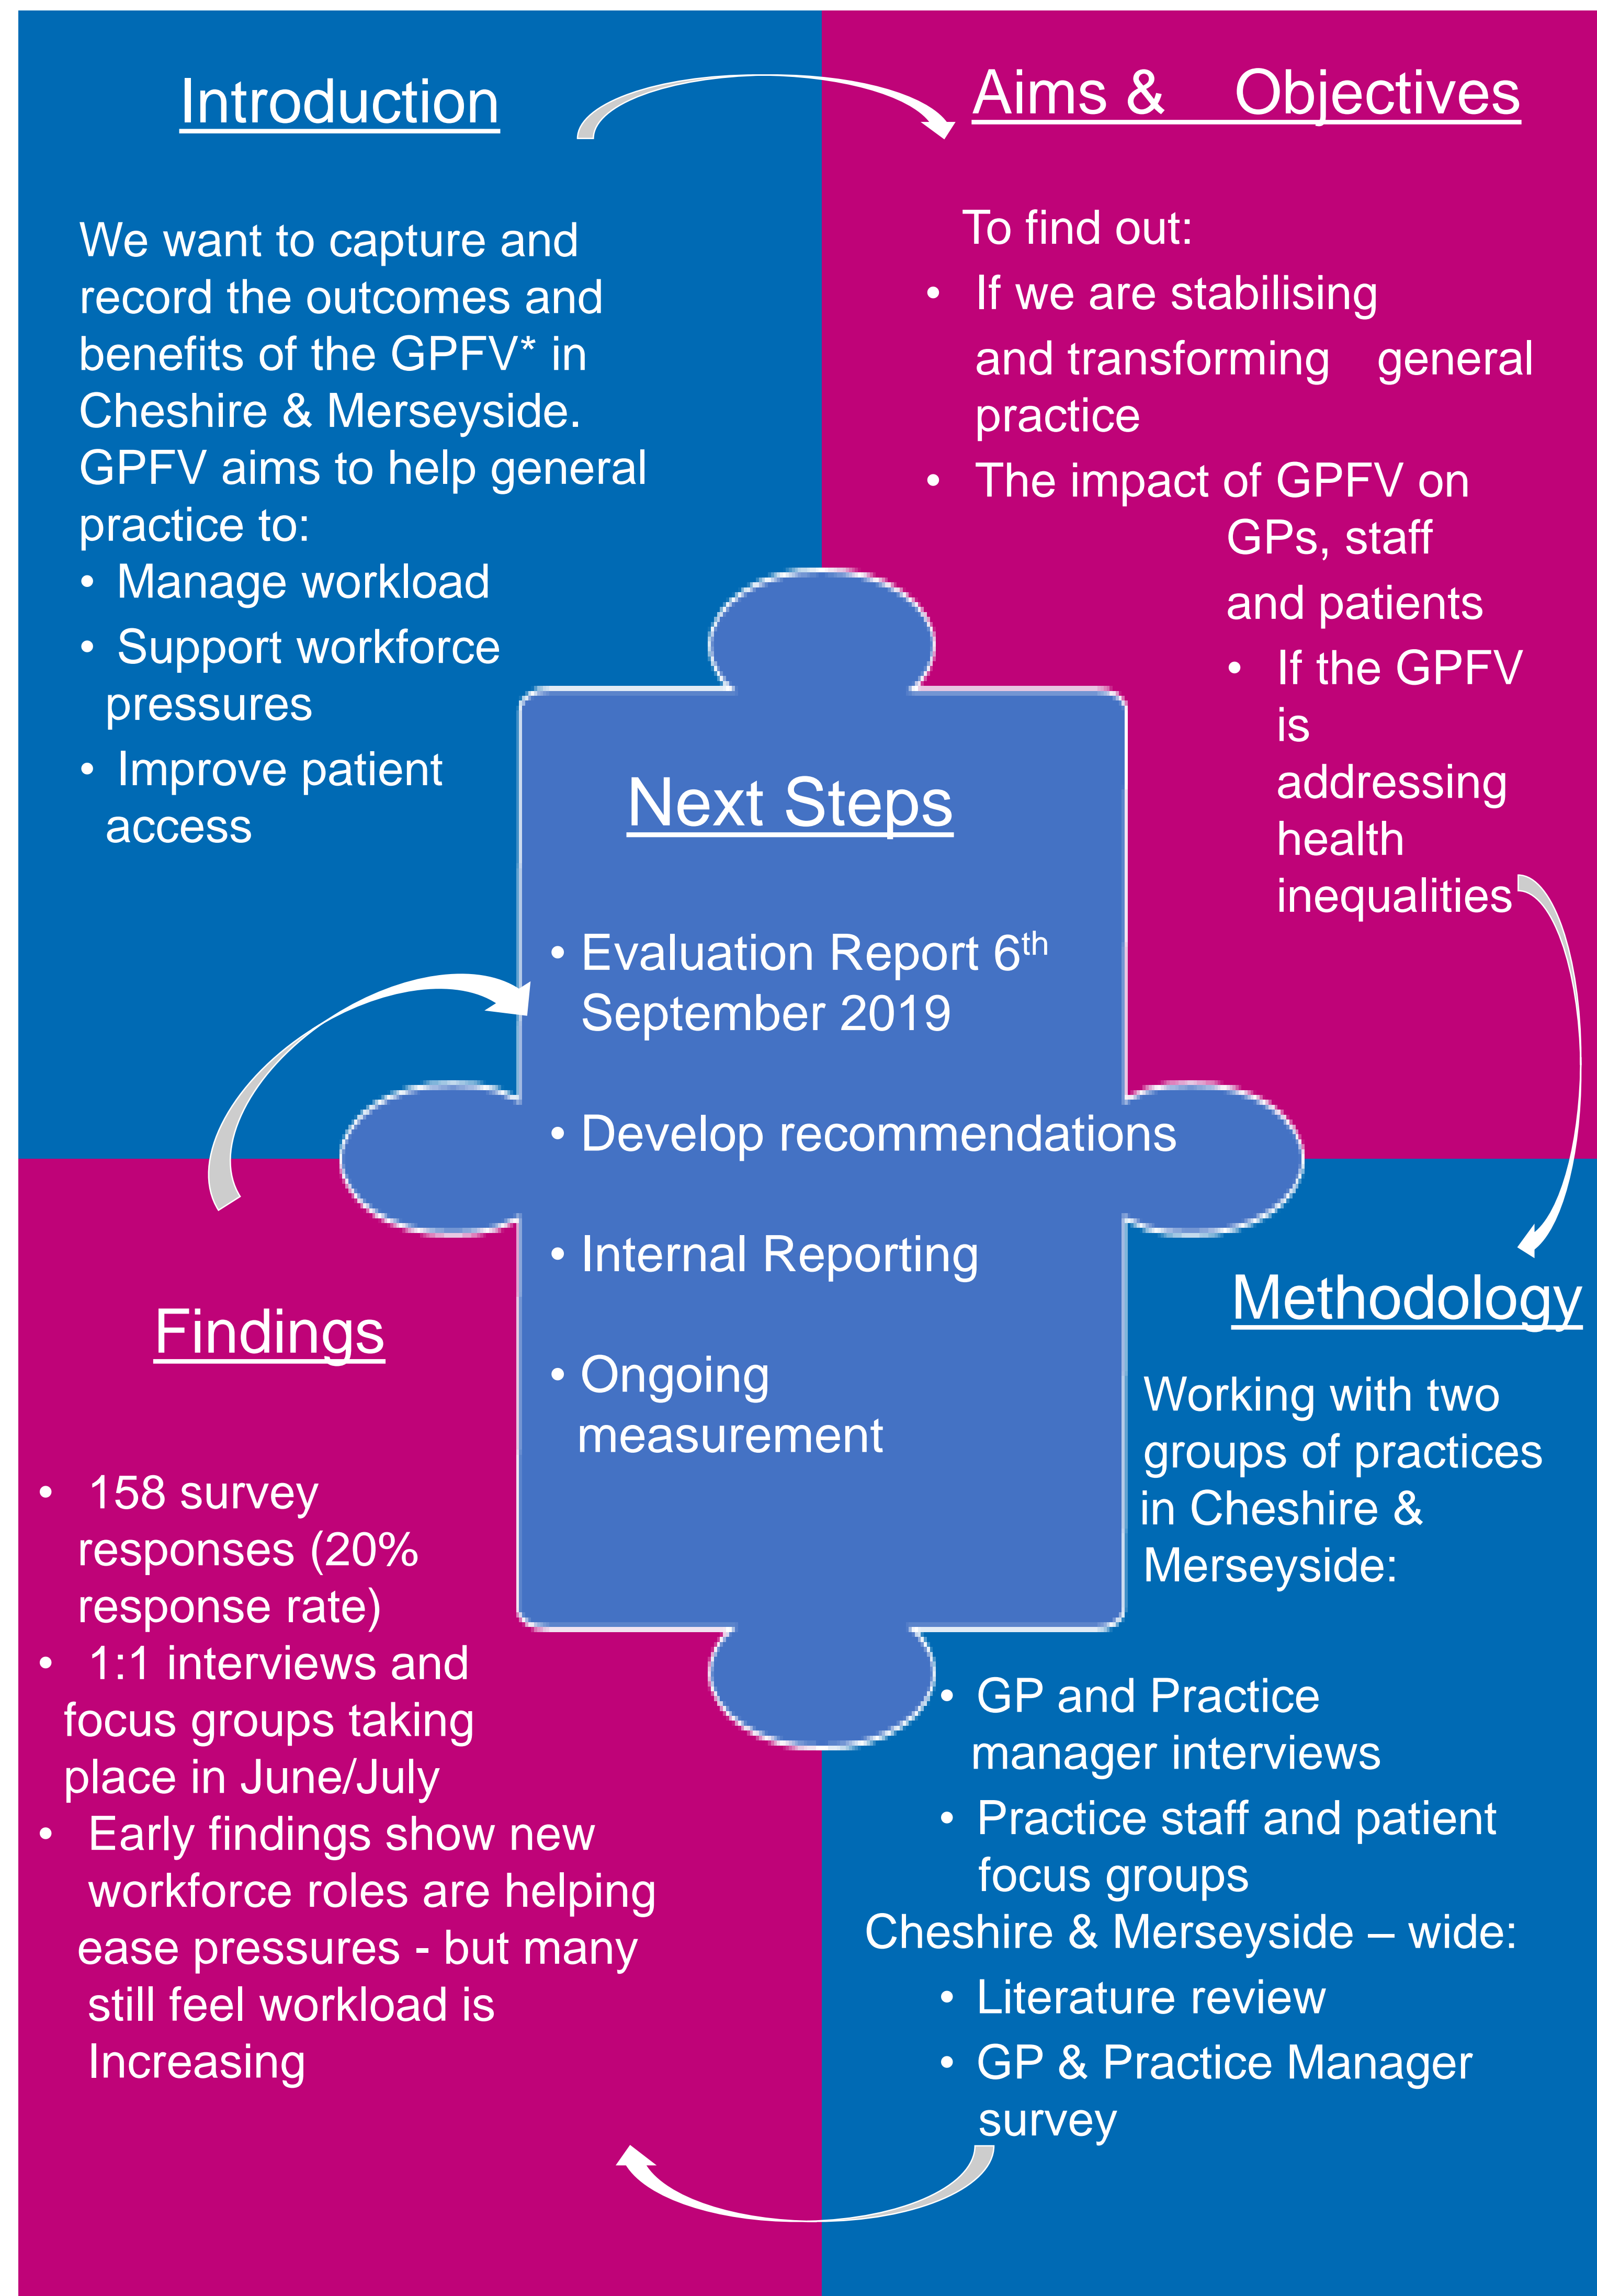 Introduction
We want to capture and
record the outcomes and
benefits of the GPFV* in
Cheshire & Merseyside.
GPFV aims to help general
practice to:
• Manage workload
• Support workforce
pressures
• Improve patient
access
Aims & Objectives
To find out:
• If we are stabilising
and transforming general
practice
• The impact of GPFV on
GPs, staff
and patients
• If the GPFV
is
addressing
health
inequalities
Methodology
Working with two
groups of practices
in Cheshire &
Merseyside:
• GP and Practice
manager interviews
• Practice staff and patient
focus groups
Cheshire & Merseyside – wide:
• Literature review
• GP & Practice Manager
survey
Findings
• 158 survey
responses (20%
response rate)
• 1:1 interviews and
focus groups taking
place in June/July
• Early findings show new
workforce roles are helping
ease pressures - but many
still feel workload is
Increasing
Next Steps
• Evaluation Report 6th
September 2019
• Develop recommendations
• Internal Reporting
• Ongoing
measurement